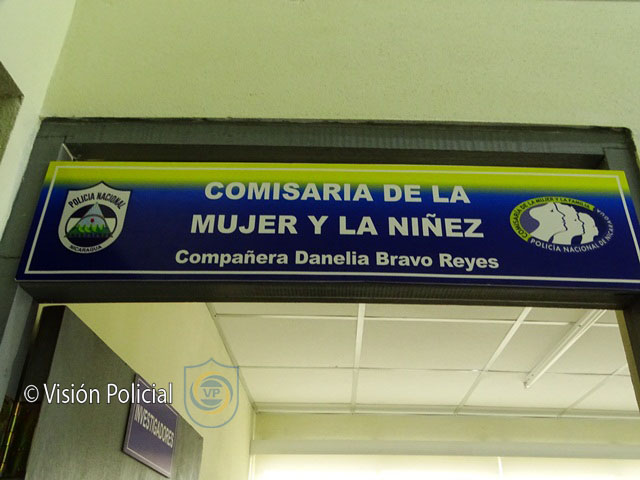 COMISARIA DE LA
MUJER Y LA NIÑEZ
Compañera Danelia Bravo Reyes
POLICIA NACIONAL
NICARAGUA
COMISARIA DE LA MUJER Y LA FAMILIA
POLICIA NACIONAL DE NICARAGUA
INVESTIGADORES
© Visión Policial
VP